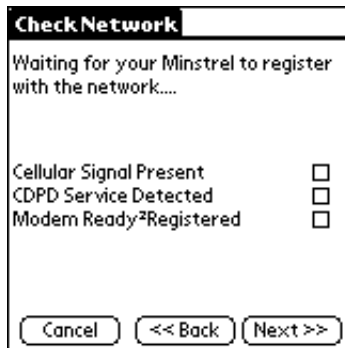 Check Network
Waiting for your Minstrel to register
with the network....
Cellular Signal Present
CDPD Service Detected
Modem Ready²Registered
Cancel << Back Next >>